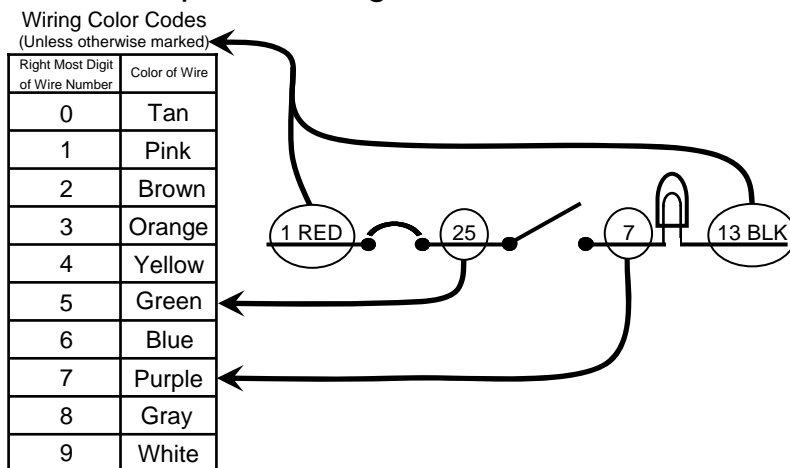 Wiring Color Codes
(Unless otherwise marked)
Right Most Digit
of Wire Number
Color of Wire
0 Tan
1 Pink
2 Brown
3 Orange
4 Yellow
5 Green
6 Blue
7 Purple
8 Gray
9 White
1 RED 25 7 13 BLK